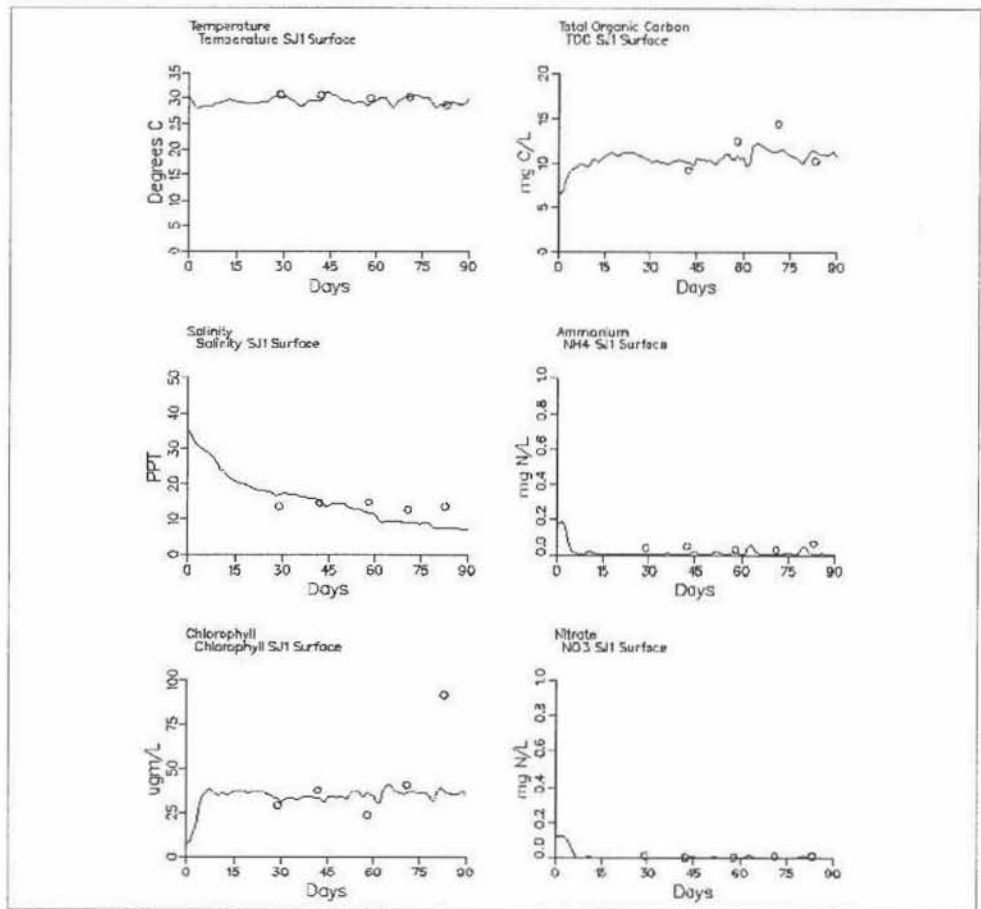 Temperature
Temperature SJ1 Surface
Degrees C
0 5 10 15 20 25 30 35
0 15 30 45 60 75 90
Days
Total Organic Carbon
TOC SJ1 Surface
mg C/L
0 5 10 15 20
0 15 30 45 60 75 90
Days
Salinity
Salinity SJ1 Surface
PPT
0 10 20 30 40 50
0 15 30 45 60 75 90
Days
Ammonium
NH4 SJ1 Surface
mg N/L
0.0 0.2 0.4 0.6 0.8 1.0
0 15 30 45 60 75 90
Days
Chlorophyll
Chlorophyll SJ1 Surface
ugm/L
0 25 50 75 100
0 15 30 45 60 75 90
Days
Nitrate
NO3 SJ1 Surface
mg N/L
0.0 0.2 0.4 0.6 0.8 1.0
0 15 30 45 60 75 90
Days